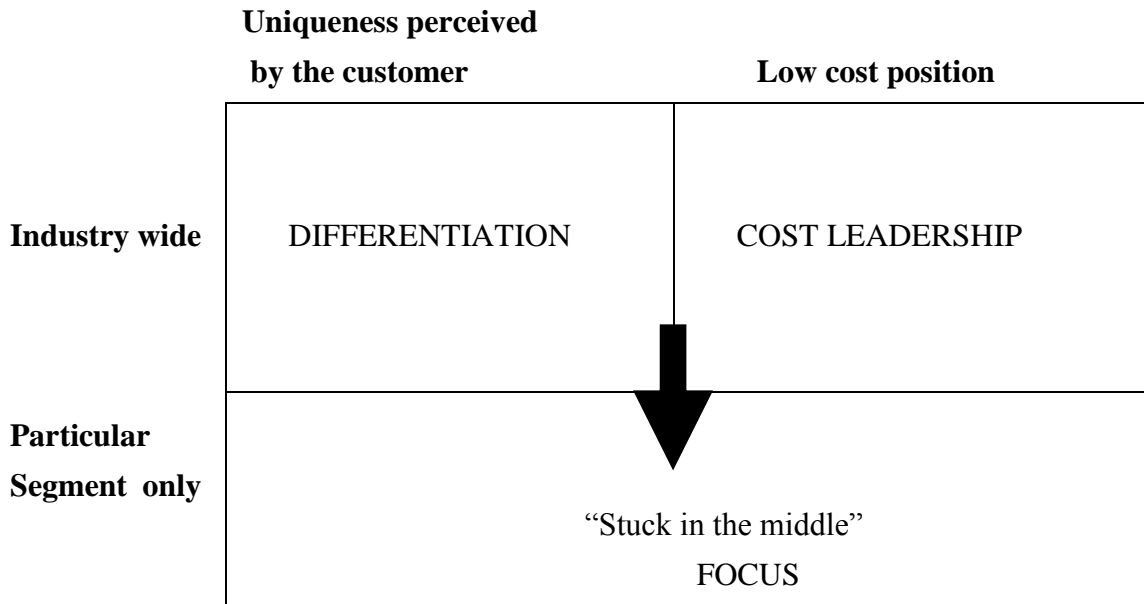 Uniqueness perceived
by the customer
Low cost position
Industry wide
DIFFERENTIATION
COST LEADERSHIP
Particular
Segment only
“Stuck in the middle”
FOCUS